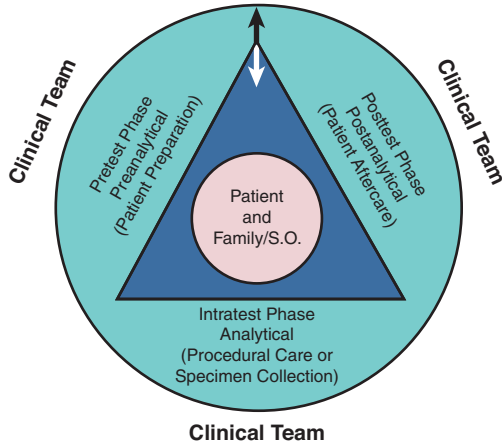 Clinical Team
Clinical Team
Pretest Phase
Preanalytical
(Patient Preparation)
Posttest Phase
Postanalytical
(Patient Aftercare)
Patient
and
Family/S.O.
Intratest Phase
Analytical
(Procedural Care or
Specimen Collection)
Clinical Team